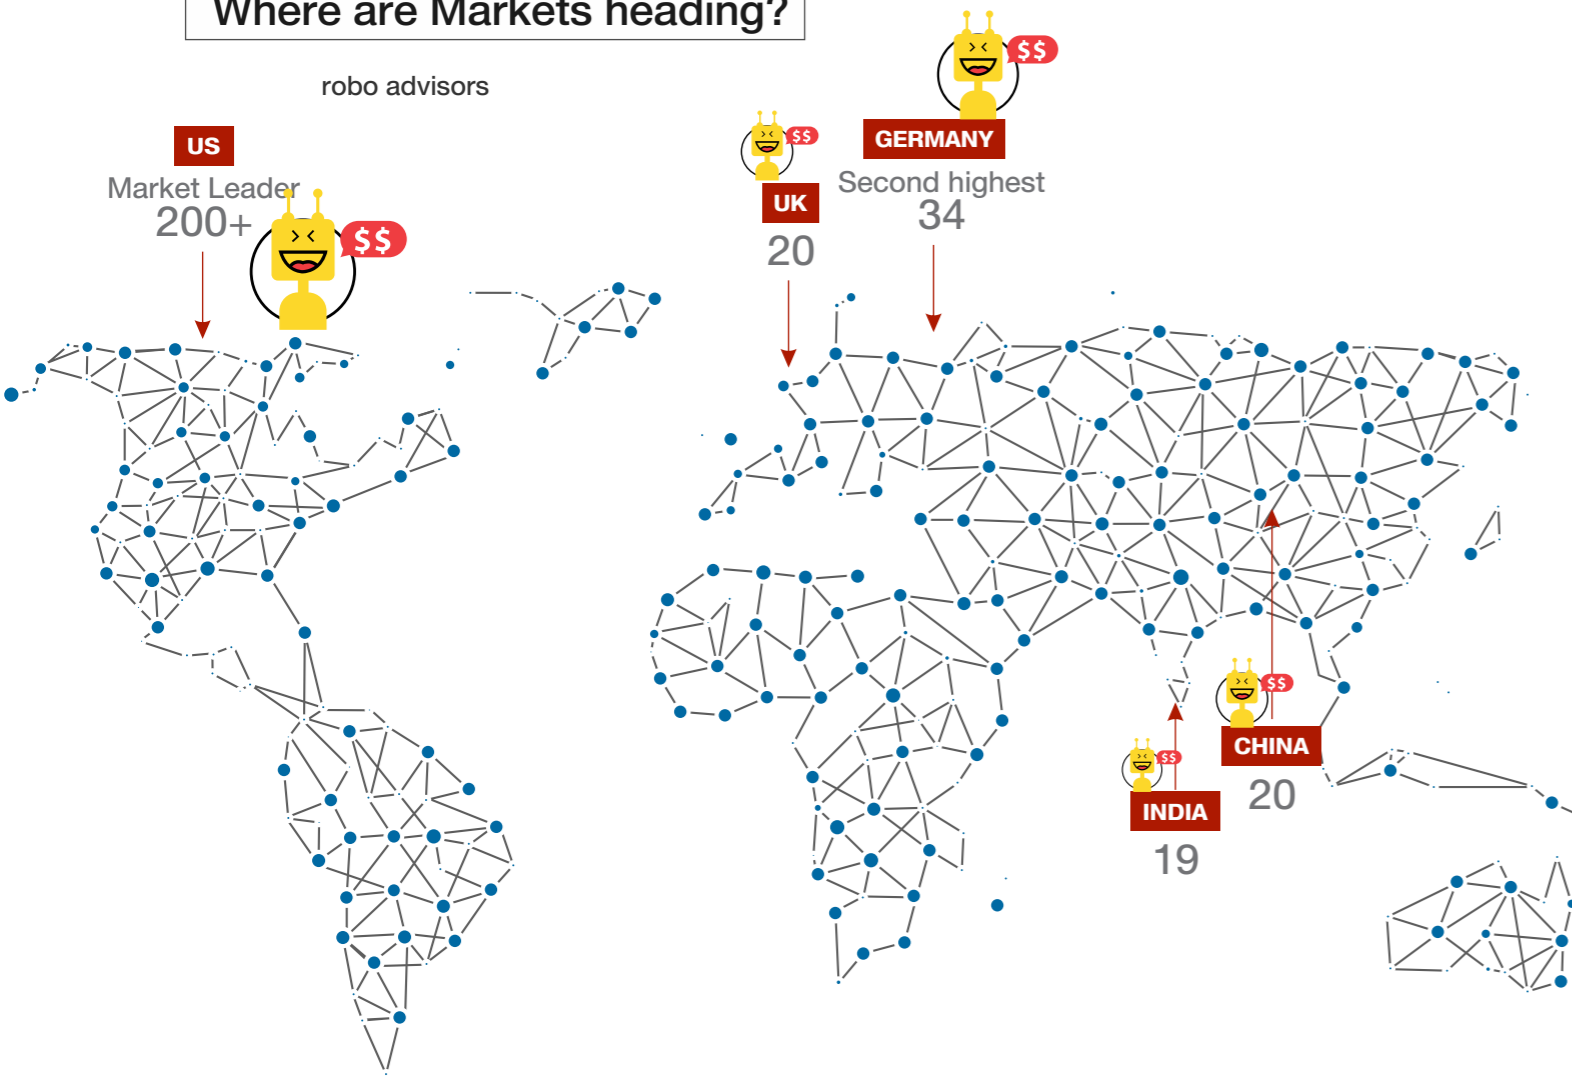 Where are Markets heading?
robo advisors
US
Market Leader
200+
$$
UK
20
$$
GERMANY
Second highest
34
$$
INDIA
19
$$
CHINA
20
$$